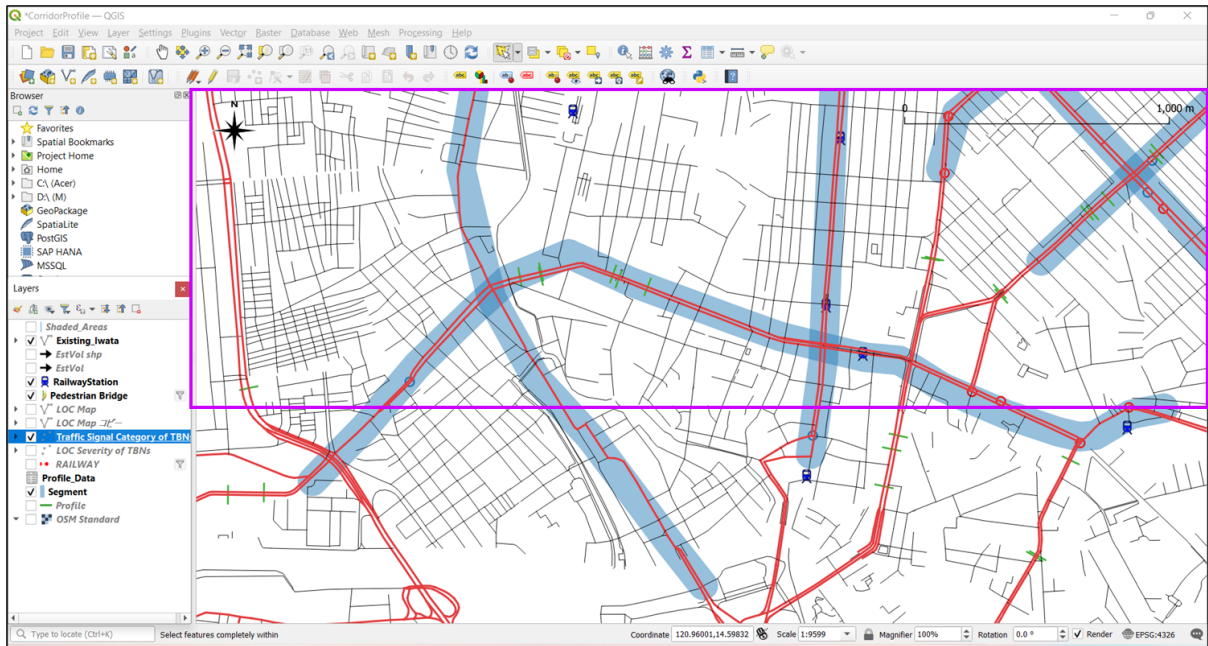 *CorridorProfile — QGIS
Project Edit View Layer Settings Plugins Vector Raster Database Web Mesh Processing Help
Browser
Favorites
Spatial Bookmarks
Project Home
Home
C:\ (Acer)
D:\ (M)
GeoPackage
SpatiaLite
PostGIS
SAP HANA
MSSQL
Layers
Shaded_Areas
Existing_Iwata
EstVol shp
EstVol
RailwayStation
Pedestrian Bridge
LOC Map
LOC Map コピー
Traffic Signal Category of TBNs
LOC Severity of TBNs
RAILWAY
Profile_Data
Segment
Profile
OSM Standard
N
0 1,000 m
Type to locate (Ctrl+K) Select features completely within Coordinate 120.96001,14.59832 Scale 1:9599 Magnifier 100% Rotation 0.0 ° Render EPSG:4326